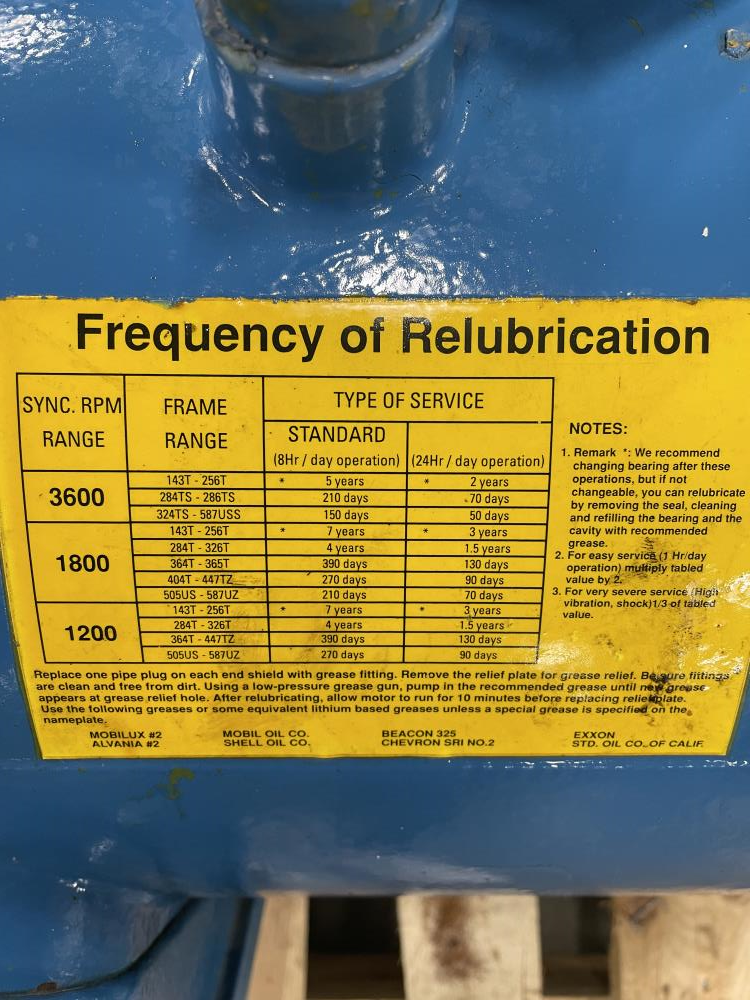 Frequency of Relubrication
SYNC. RPM RANGE FRAME RANGE TYPE OF SERVICE
STANDARD
(8Hr / day operation) (24Hr / day operation)
3600
143T - 256T * 5 years * 2 years
284TS - 286TS 210 days 70 days
324TS - 587USS 150 days 50 days
1800
143T - 256T * 7 years * 3 years
284T - 326T 4 years 1.5 years
364T - 365T 390 days 130 days
404T - 447TZ 270 days 90 days
505US - 587UZ 210 days 70 days
1200
143T - 256T * 7 years * 3 years
284T - 326T 4 years 1.5 years
364T - 447TZ 390 days 130 days
505US - 587UZ 270 days 90 days
NOTES:
1. Remark *: We recommend
changing bearing after these
operations, but if not
changeable, you can relubricate
by removing the seal, cleaning
and refilling the bearing and the
cavity with recommended
grease.
2. For easy service (1 Hr/day
operation) multiply tabled
value by 2.
3. For very severe service (High
vibration, shock)1/3 of tabled
value.
Replace one pipe plug on each end shield with grease fitting. Remove the relief plate for grease relief. Be sure fittings
are clean and free from dirt. Using a low-pressure grease gun, pump in the recommended grease until new grease
appears at grease relief hole. After relubricating, allow motor to run for 10 minutes before replacing relief plate.
Use the following greases or some equivalent lithium based greases unless a special grease is specified on the
nameplate.
MOBILUX #2 MOBIL OIL CO. BEACON 325 EXXON
ALVANIA #2 SHELL OIL CO. CHEVRON SRI NO.2 STD. OIL CO. OF CALIF.